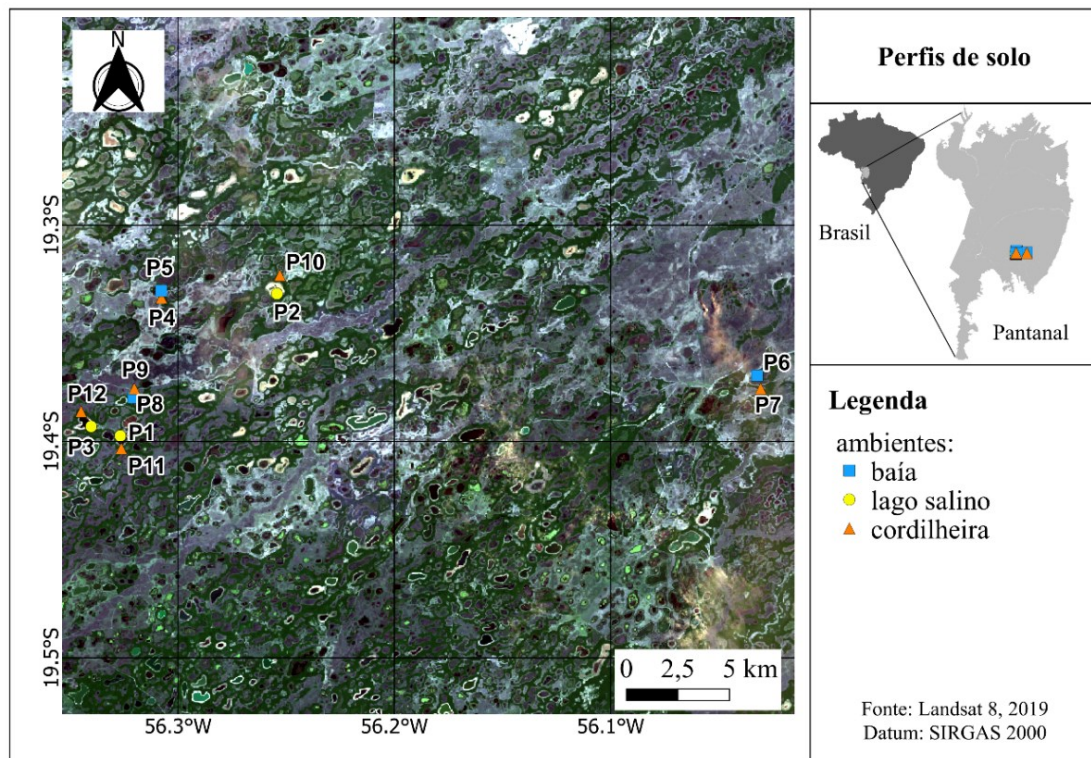 N
P10
P5
P2
P4
P9
P12
P8
P6
P7
P1
P3
P11
19.3°S
19.4°S
19.5°S
56.3°W
56.2°W
56.1°W
0 2,5 5 km
Perfis de solo
Brasil
Pantanal
Legenda
ambientes:
baía
lago salino
cordilheira
Fonte: Landsat 8, 2019
Datum: SIRGAS 2000